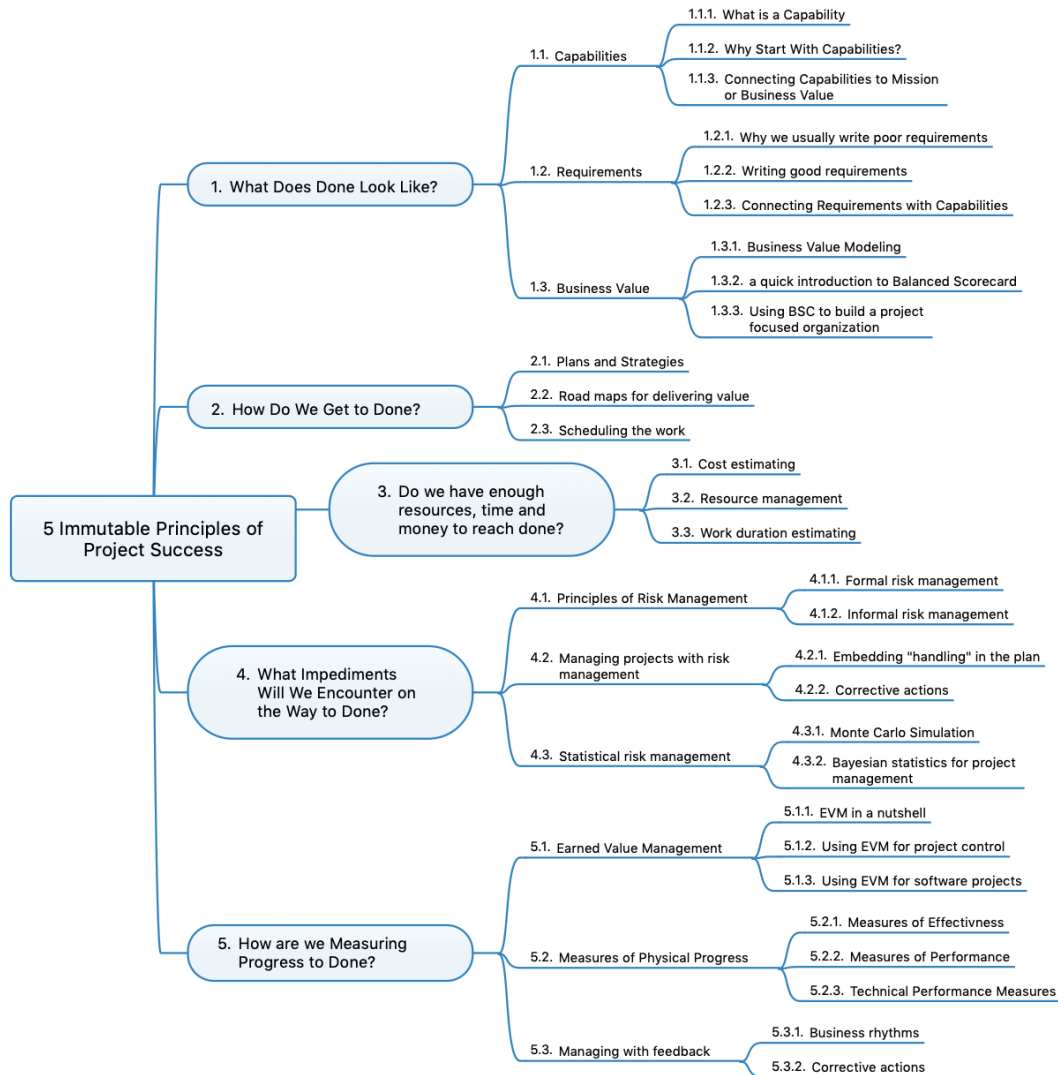 5 Immutable Principles of
Project Success
1. What Does Done Look Like?
1.1. Capabilities
1.1.1. What is a Capability
1.1.2. Why Start With Capabilities?
1.1.3. Connecting Capabilities to Mission
or Business Value
1.2. Requirements
1.2.1. Why we usually write poor requirements
1.2.2. Writing good requirements
1.2.3. Connecting Requirements with Capabilities
1.3. Business Value
1.3.1. Business Value Modeling
1.3.2. a quick introduction to Balanced Scorecard
1.3.3. Using BSC to build a project
focused organization
2. How Do We Get to Done?
2.1. Plans and Strategies
2.2. Road maps for delivering value
2.3. Scheduling the work
3. Do we have enough
resources, time and
money to reach done?
3.1. Cost estimating
3.2. Resource management
3.3. Work duration estimating
4. What Impediments
Will We Encounter on
the Way to Done?
4.1. Principles of Risk Management
4.1.1. Formal risk management
4.1.2. Informal risk management
4.2. Managing projects with risk
management
4.2.1. Embedding "handling" in the plan
4.2.2. Corrective actions
4.3. Statistical risk management
4.3.1. Monte Carlo Simulation
4.3.2. Bayesian statistics for project
management
5. How are we Measuring
Progress to Done?
5.1. Earned Value Management
5.1.1. EVM in a nutshell
5.1.2. Using EVM for project control
5.1.3. Using EVM for software projects
5.2. Measures of Physical Progress
5.2.1. Measures of Effectivness
5.2.2. Measures of Performance
5.2.3. Technical Performance Measures
5.3. Managing with feedback
5.3.1. Business rhythms
5.3.2. Corrective actions